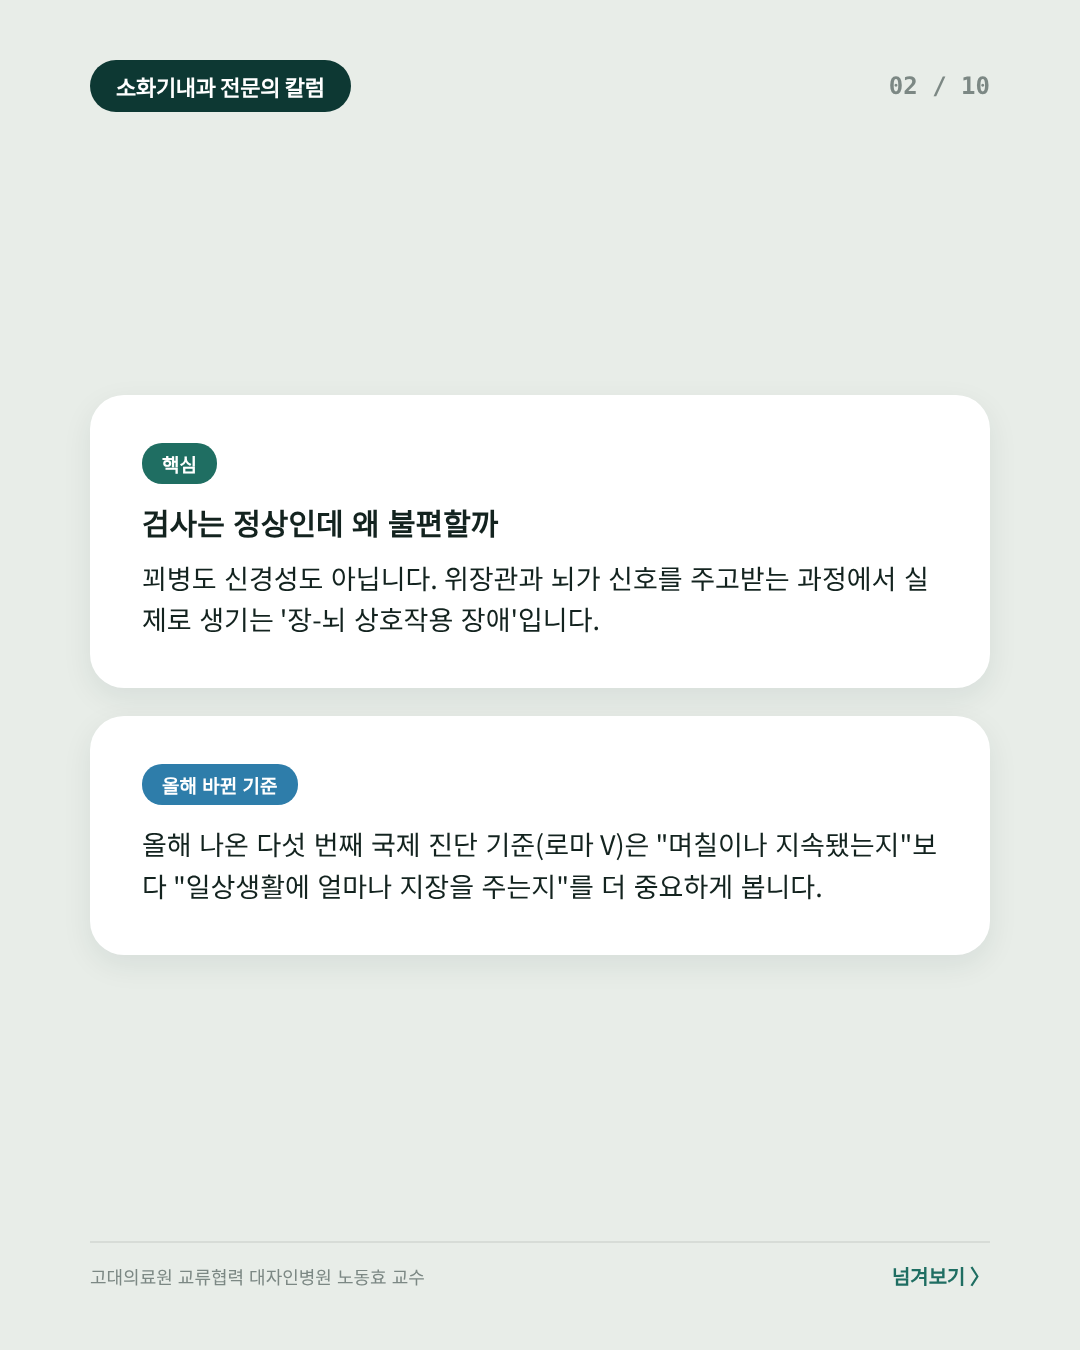 소화기내과 전문의 칼럼
02 / 10
핵심
검사는 정상인데 왜 불편할까
꾀병도 신경성도 아닙니다. 위장관과 뇌가 신호를 주고받는 과정에서 실
제로 생기는 '장-뇌 상호작용 장애'입니다.
올해 바뀐 기준
올해 나온 다섯 번째 국제 진단 기준(로마 V)은 "며칠이나 지속됐는지"보
다 "일상생활에 얼마나 지장을 주는지"를 더 중요하게 봅니다.
고대의료원 교류협력 대자인병원 노동효 교수
넘겨보기 〉